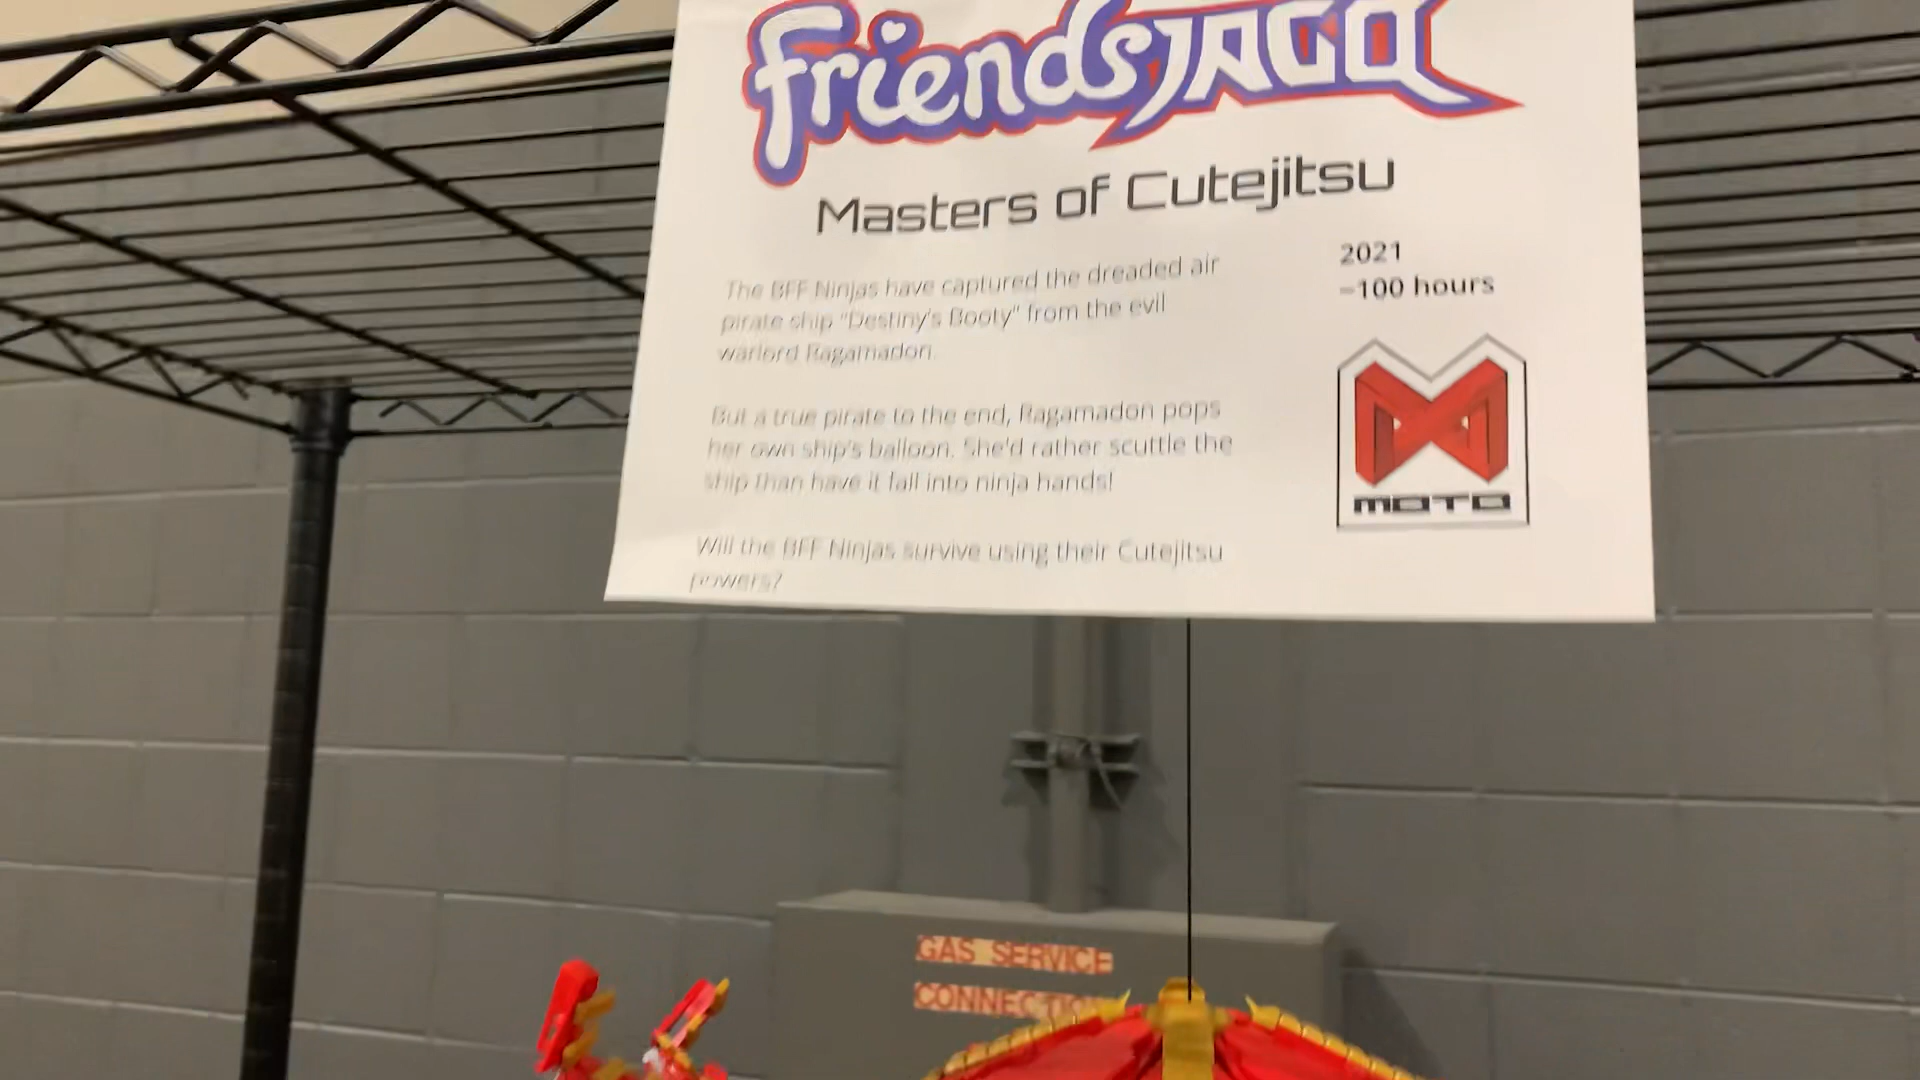 FriendsJAGO
Masters of Cutejitsu
The BFF Ninjas have captured the dreaded air
pirate ship "Destiny's Booty" from the evil
warlord Ragamadon.
But a true pirate to the end, Ragamadon pops
her own ship's balloon. She'd rather scuttle the
ship than have it fall into ninja hands!
Will the BFF Ninjas survive using their Cutejitsu
powers?
2021
~100 hours
MOTO
GAS SERVICE
CONNECTION